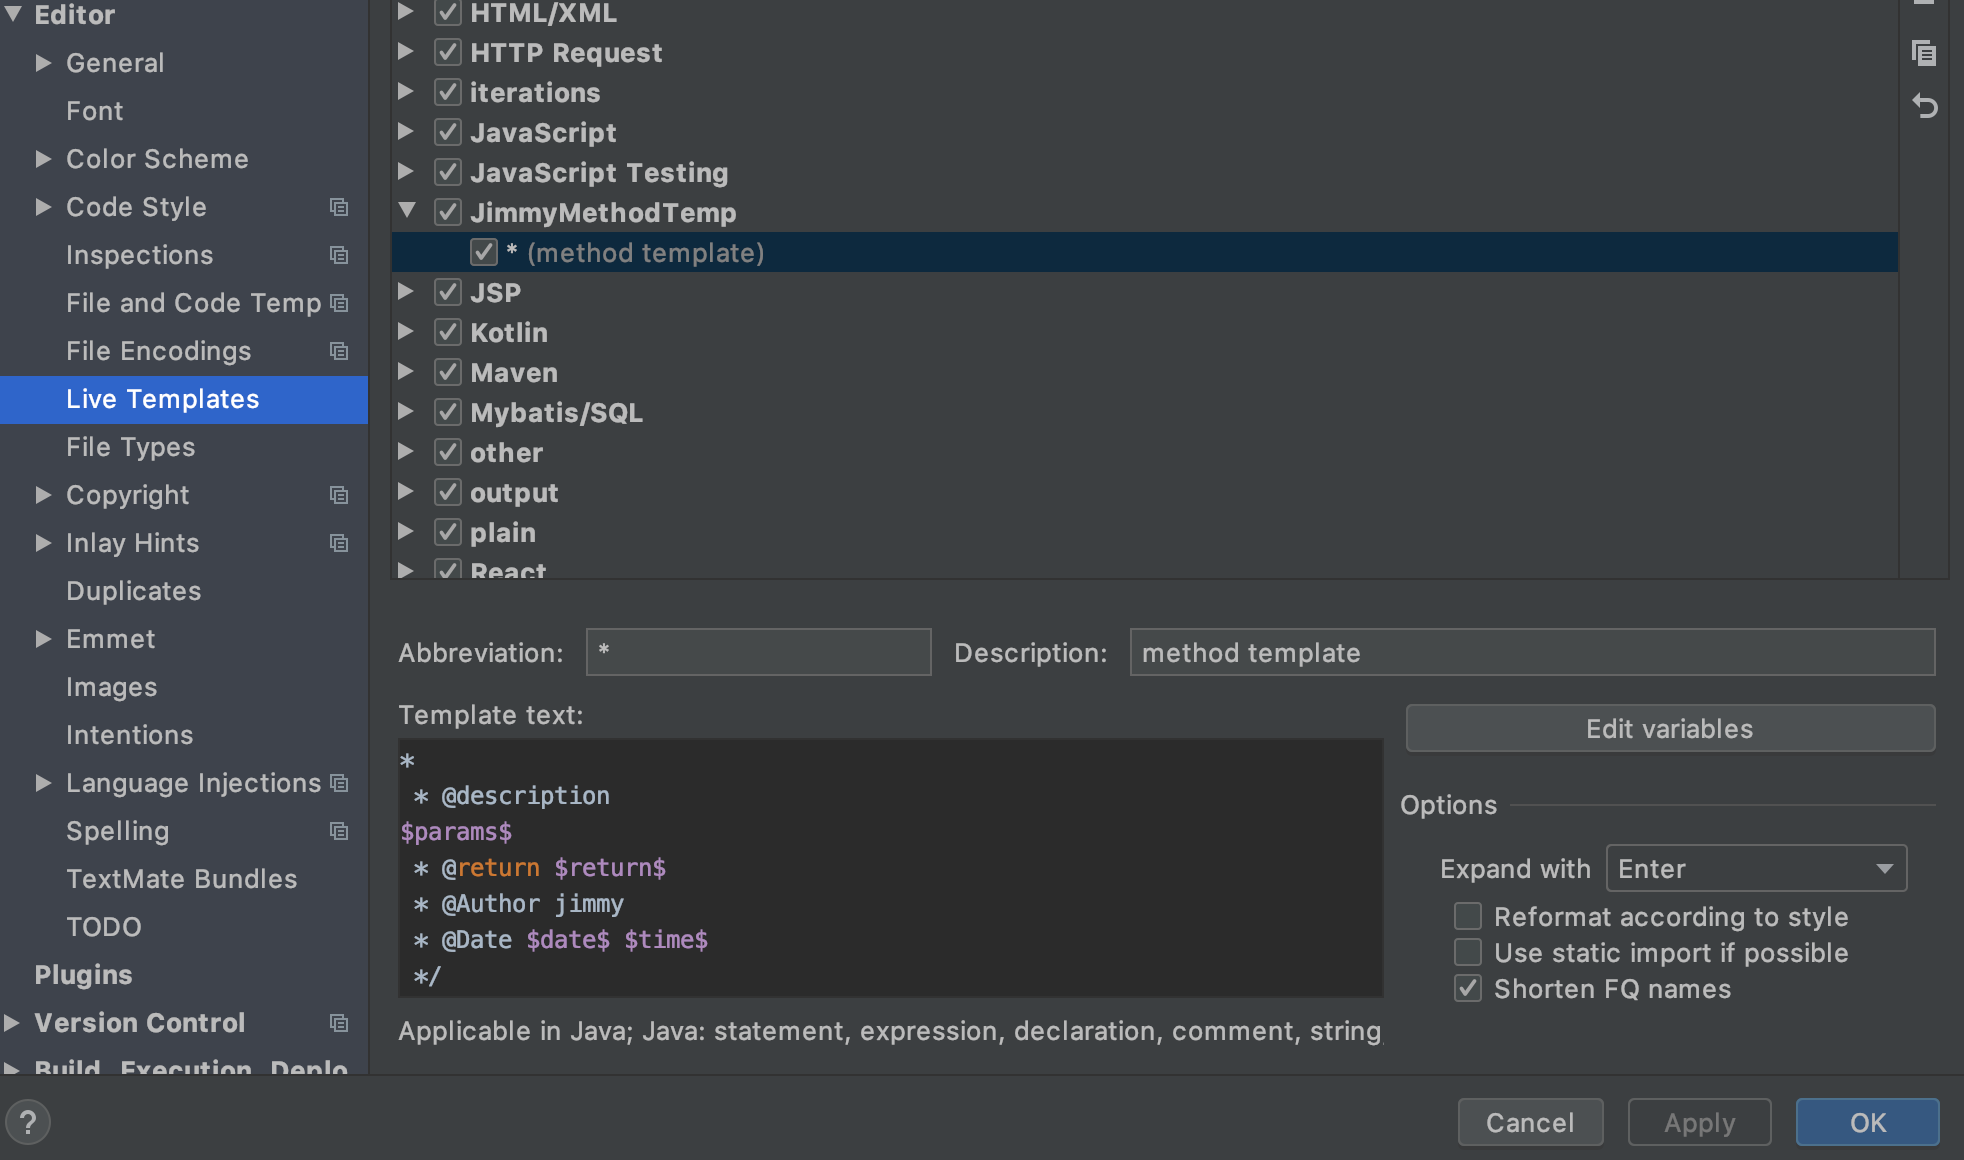 Editor
General
Font
Color Scheme
Code Style
Inspections
File and Code Temp
File Encodings
Live Templates
File Types
Copyright
Inlay Hints
Duplicates
Emmet
Images
Intentions
Language Injections
Spelling
TextMate Bundles
TODO
Plugins
Version Control
Build, Execution, Deplo
HTML/XML
HTTP Request
iterations
JavaScript
JavaScript Testing
JimmyMethodTemp
* (method template)
JSP
Kotlin
Maven
Mybatis/SQL
other
output
plain
React
Abbreviation: * Description: method template
Template text:
*
* @description
$params$
* @return $return$
* @Author jimmy
* @Date $date$ $time$
*/
Edit variables
Options
Expand with Enter
Reformat according to style
Use static import if possible
Shorten FQ names
Applicable in Java; Java: statement, expression, declaration, comment, string,
? Cancel Apply OK